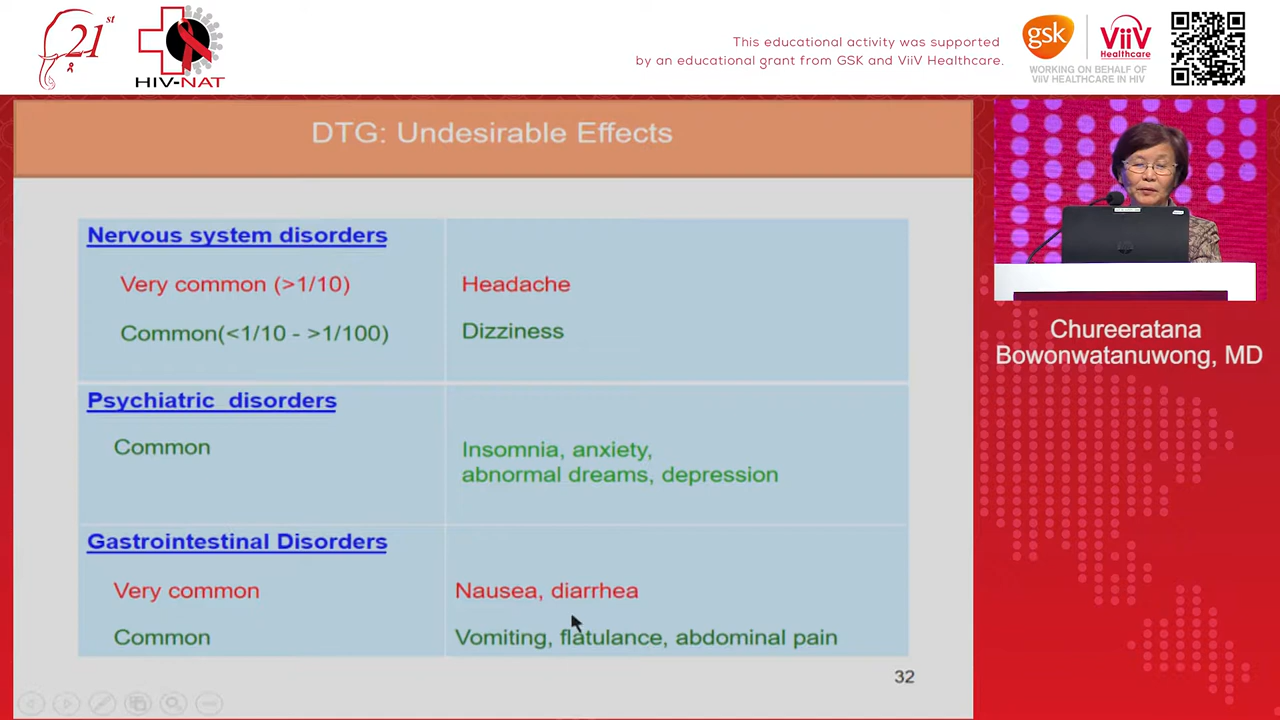 21st
HIV-NAT
This educational activity was supported
by an educational grant from GSK and ViiV Healthcare.
gsk
ViiV
Healthcare
WORKING ON BEHALF OF
VIIV HEALTHCARE IN HIV
DTG: Undesirable Effects
Nervous system disorders
Very common (>1/10) Headache
Common(<1/10 - >1/100) Dizziness
Psychiatric disorders
Common Insomnia, anxiety,
abnormal dreams, depression
Gastrointestinal Disorders
Very common Nausea, diarrhea
Common Vomiting, flatulance, abdominal pain
32
Chureeratana
Bowonwatanuwong, MD